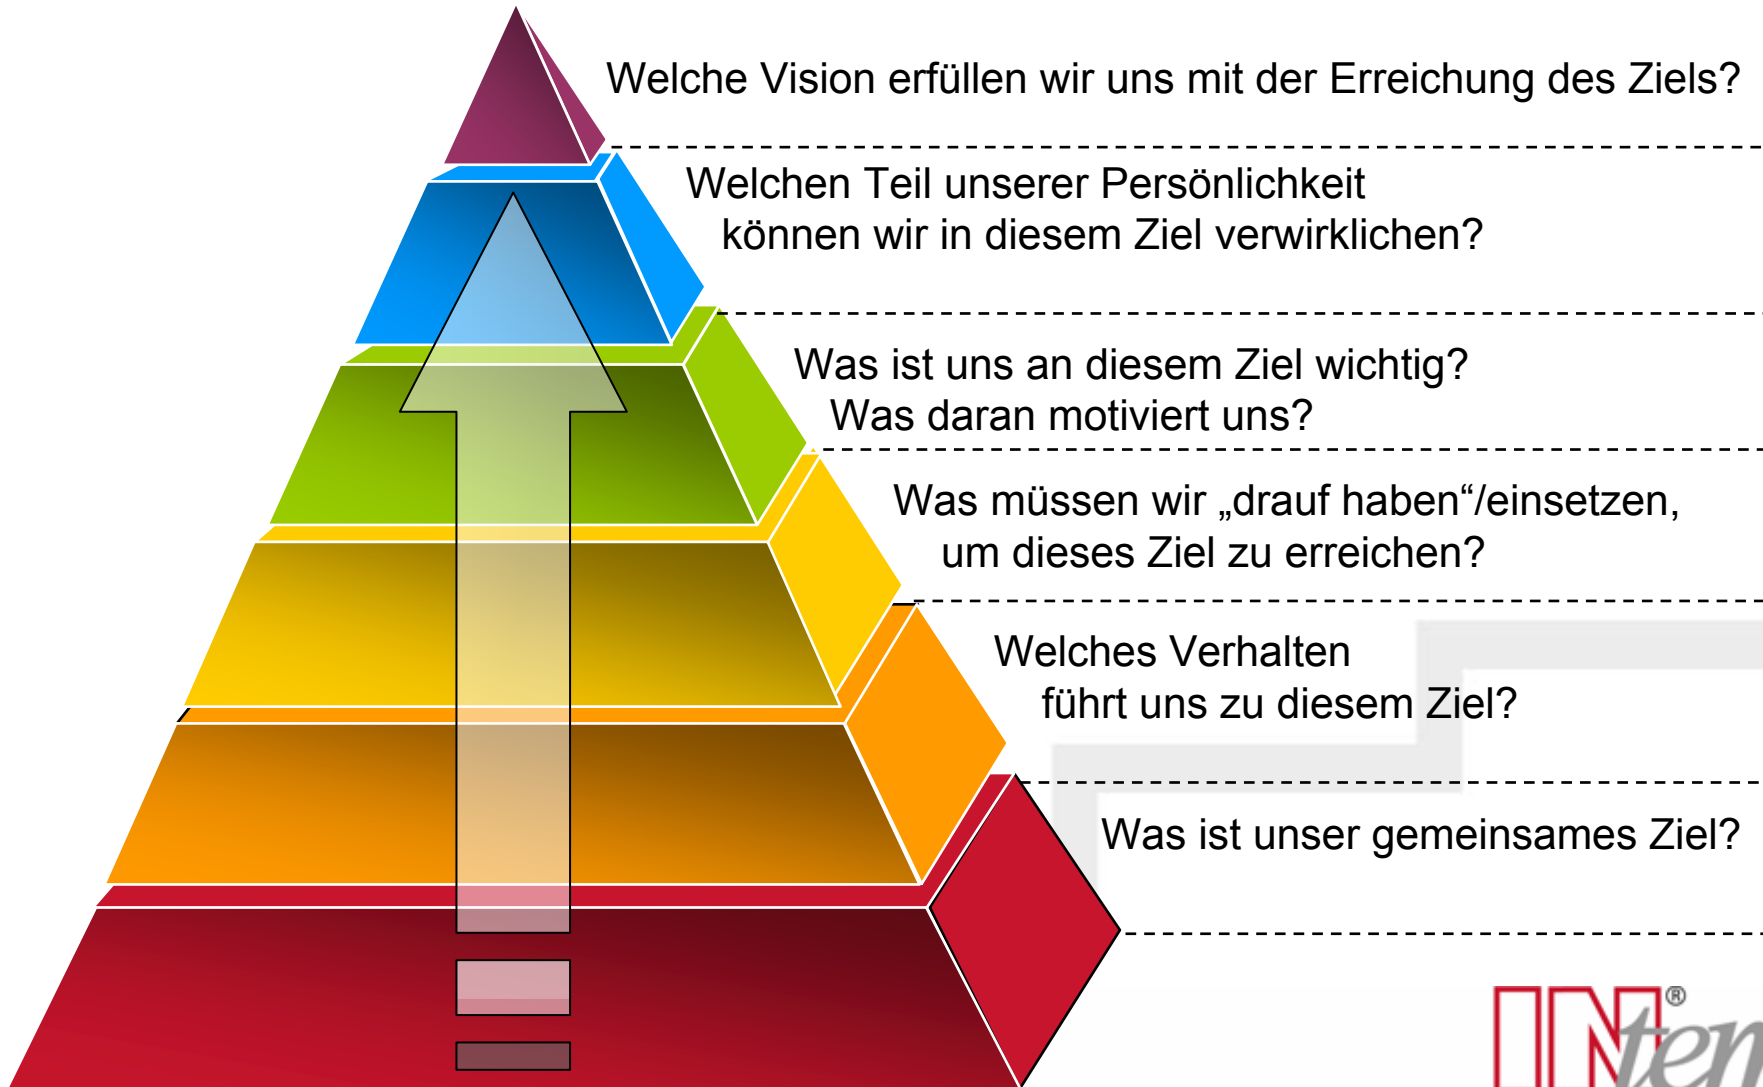 Welche Vision erfüllen wir uns mit der Erreichung des Ziels?
Welchen Teil unserer Persönlichkeit
können wir in diesem Ziel verwirklichen?
Was ist uns an diesem Ziel wichtig?
Was daran motiviert uns?
Was müssen wir „drauf haben“/einsetzen,
um dieses Ziel zu erreichen?
Welches Verhalten
führt uns zu diesem Ziel?
Was ist unser gemeinsames Ziel?
INtem®